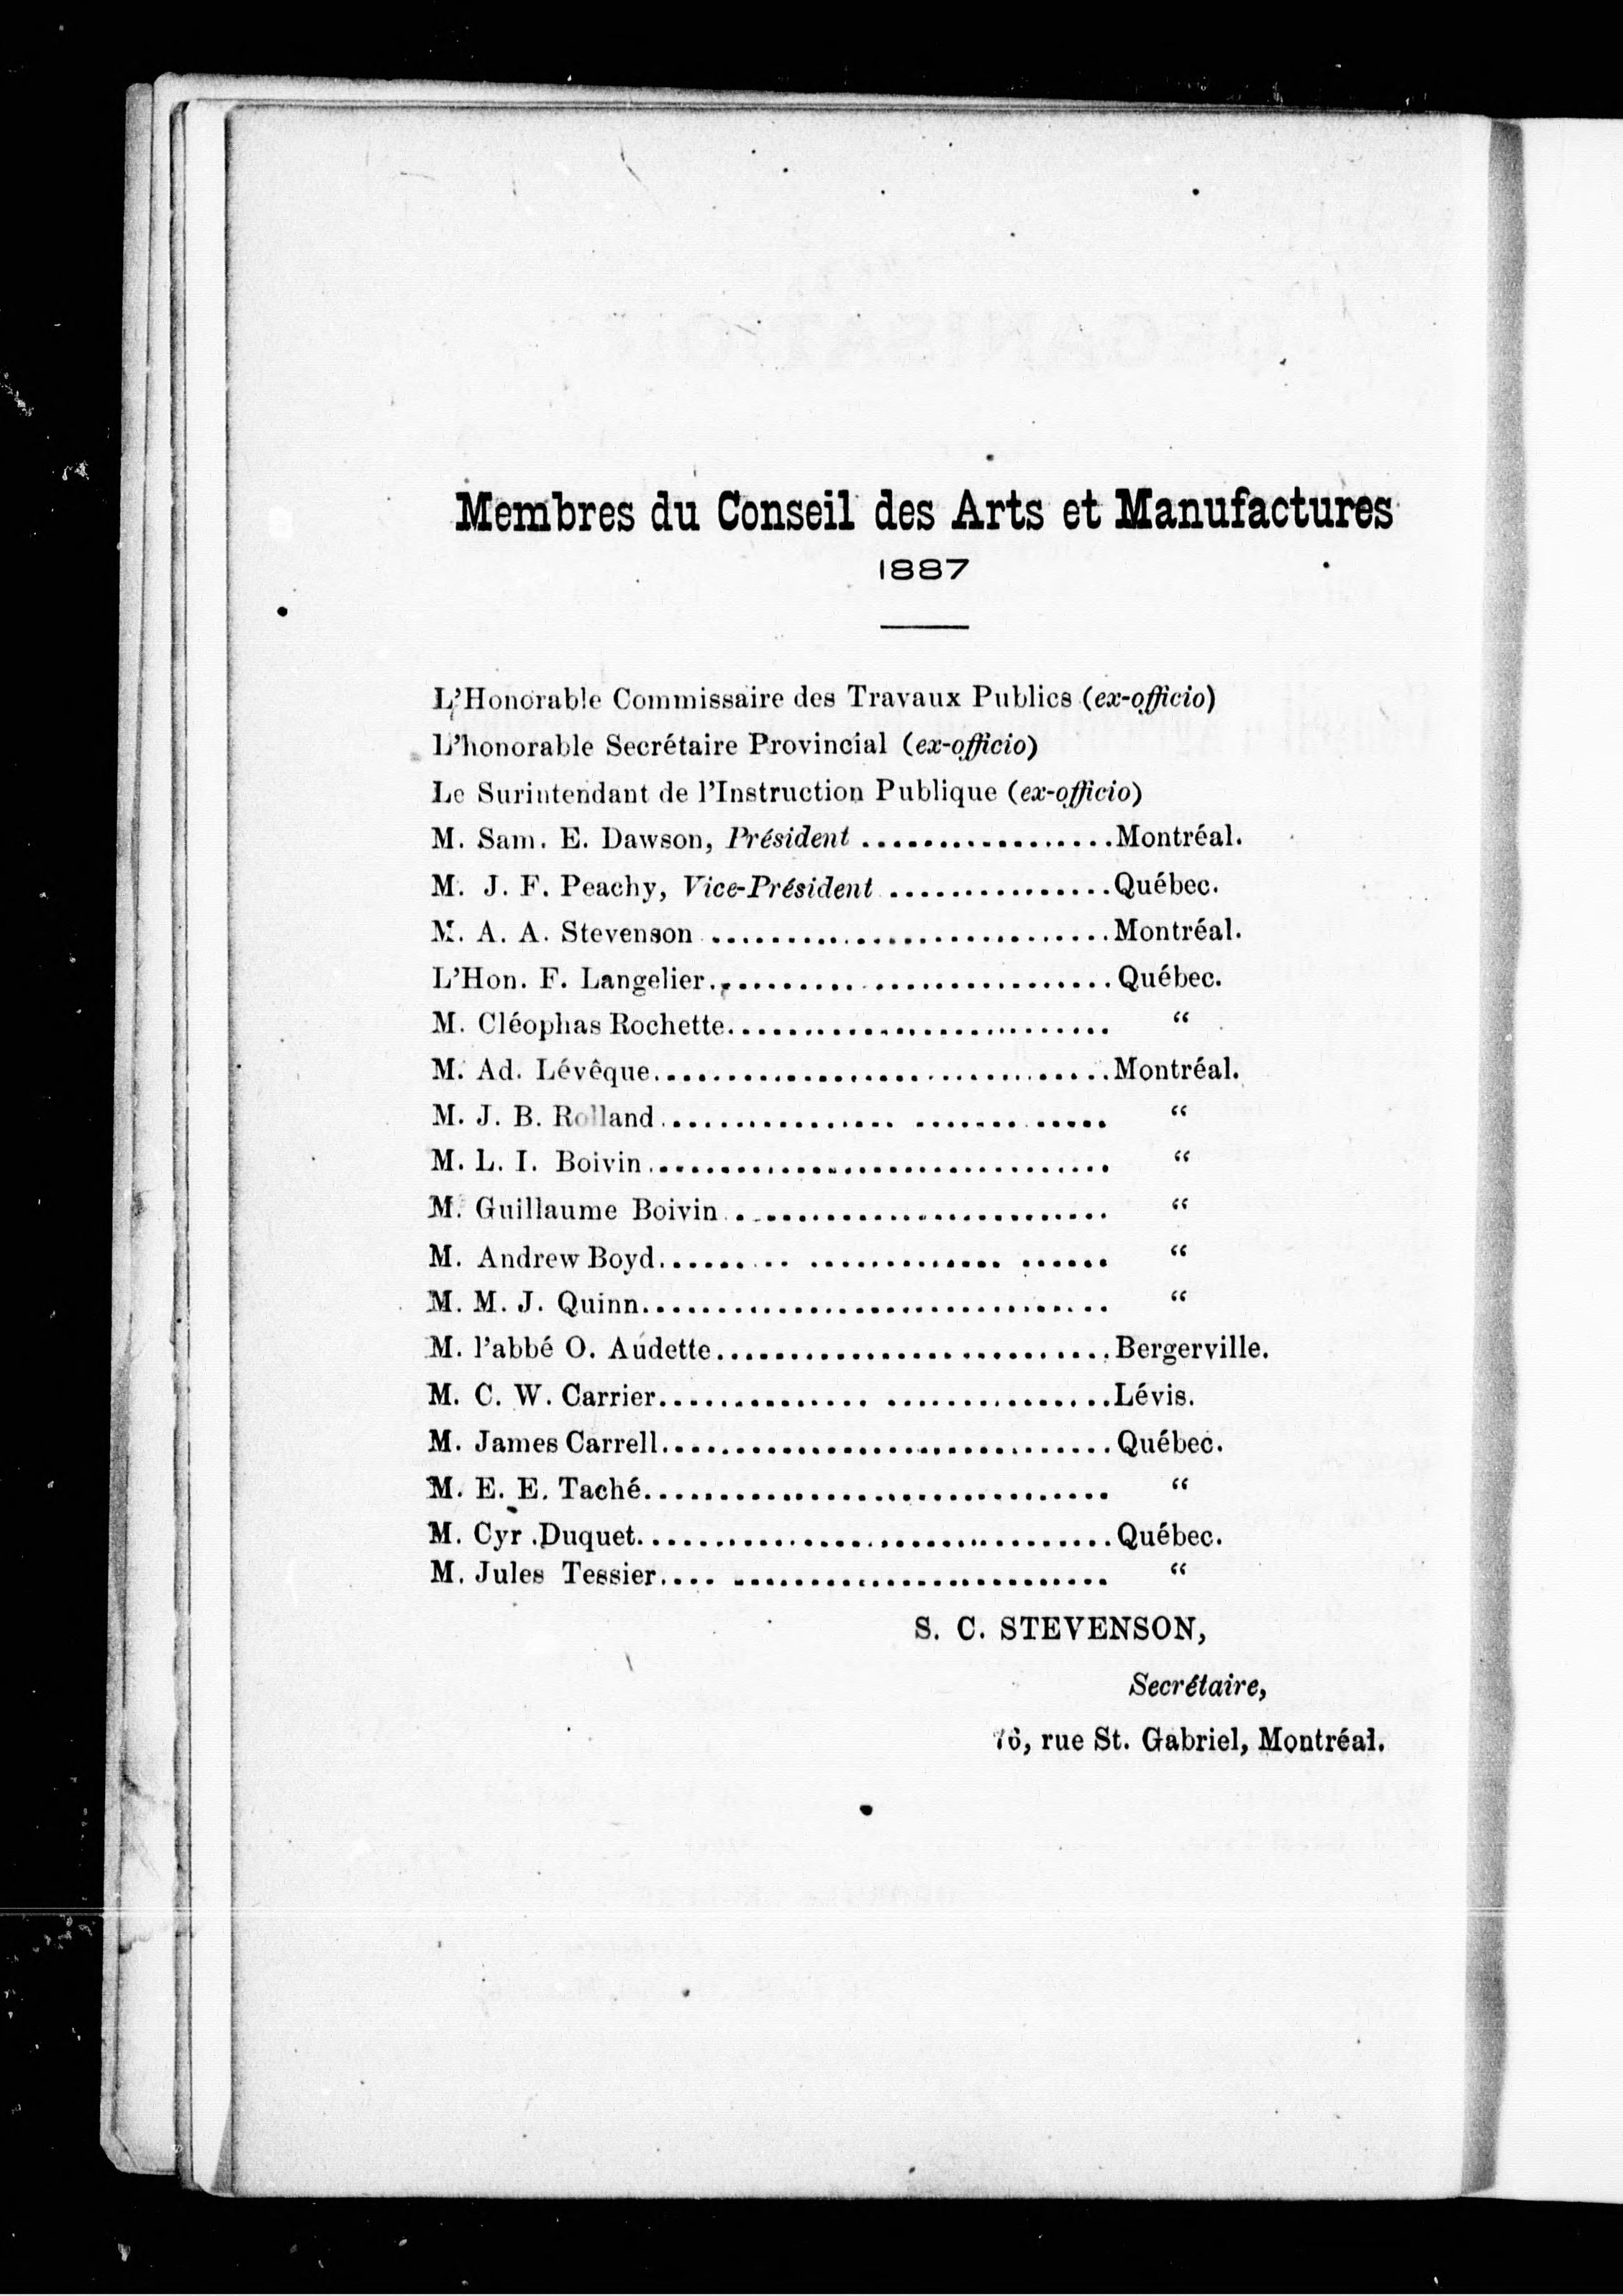 Membres du Conseil des Arts et Manufactures
1887
L'Honorable Commissaire des Travaux Publics (ex-officio)
L'honorable Secrétaire Provincial (ex-officio)
Le Surintendant de l'Instruction Publique (ex-officio)
M. Sam. E. Dawson, Président ................. Montréal.
M. J. F. Peachy, Vice-Président ............... Québec.
M. A. A. Stevenson ........................... Montréal.
L'Hon. F. Langelier........................... Québec.
M. Cléophas Rochette.......................... “
M. Ad. Lévêque............................... Montréal.
M. J. B. Rolland.............................. “
M. L. I. Boivin............................... “
M. Guillaume Boivin.......................... “
M. Andrew Boyd.............................. “
M. M. J. Quinn................................ “
M. l'abbé O. Audette........................... Bergerville.
M. C. W. Carrier.............................. Lévis.
M. James Carrell.............................. Québec.
M. E. E. Taché................................ “
M. Cyr .Duquet................................ Québec.
M. Jules Tessier.............................. “
S. C. STEVENSON,
Secrétaire,
76, rue St. Gabriel, Montréal.